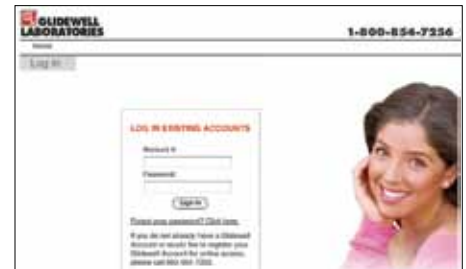 GLIDEWELL
LABORATORIES
1-800-854-7256
Home
Log In
LOG IN EXISTING ACCOUNTS
Account #:
Password:
Sign In
Forgot your password? Click here.
If you do not already have a Glidewell
Account or would like to register your
Glidewell Account for online access,
please call